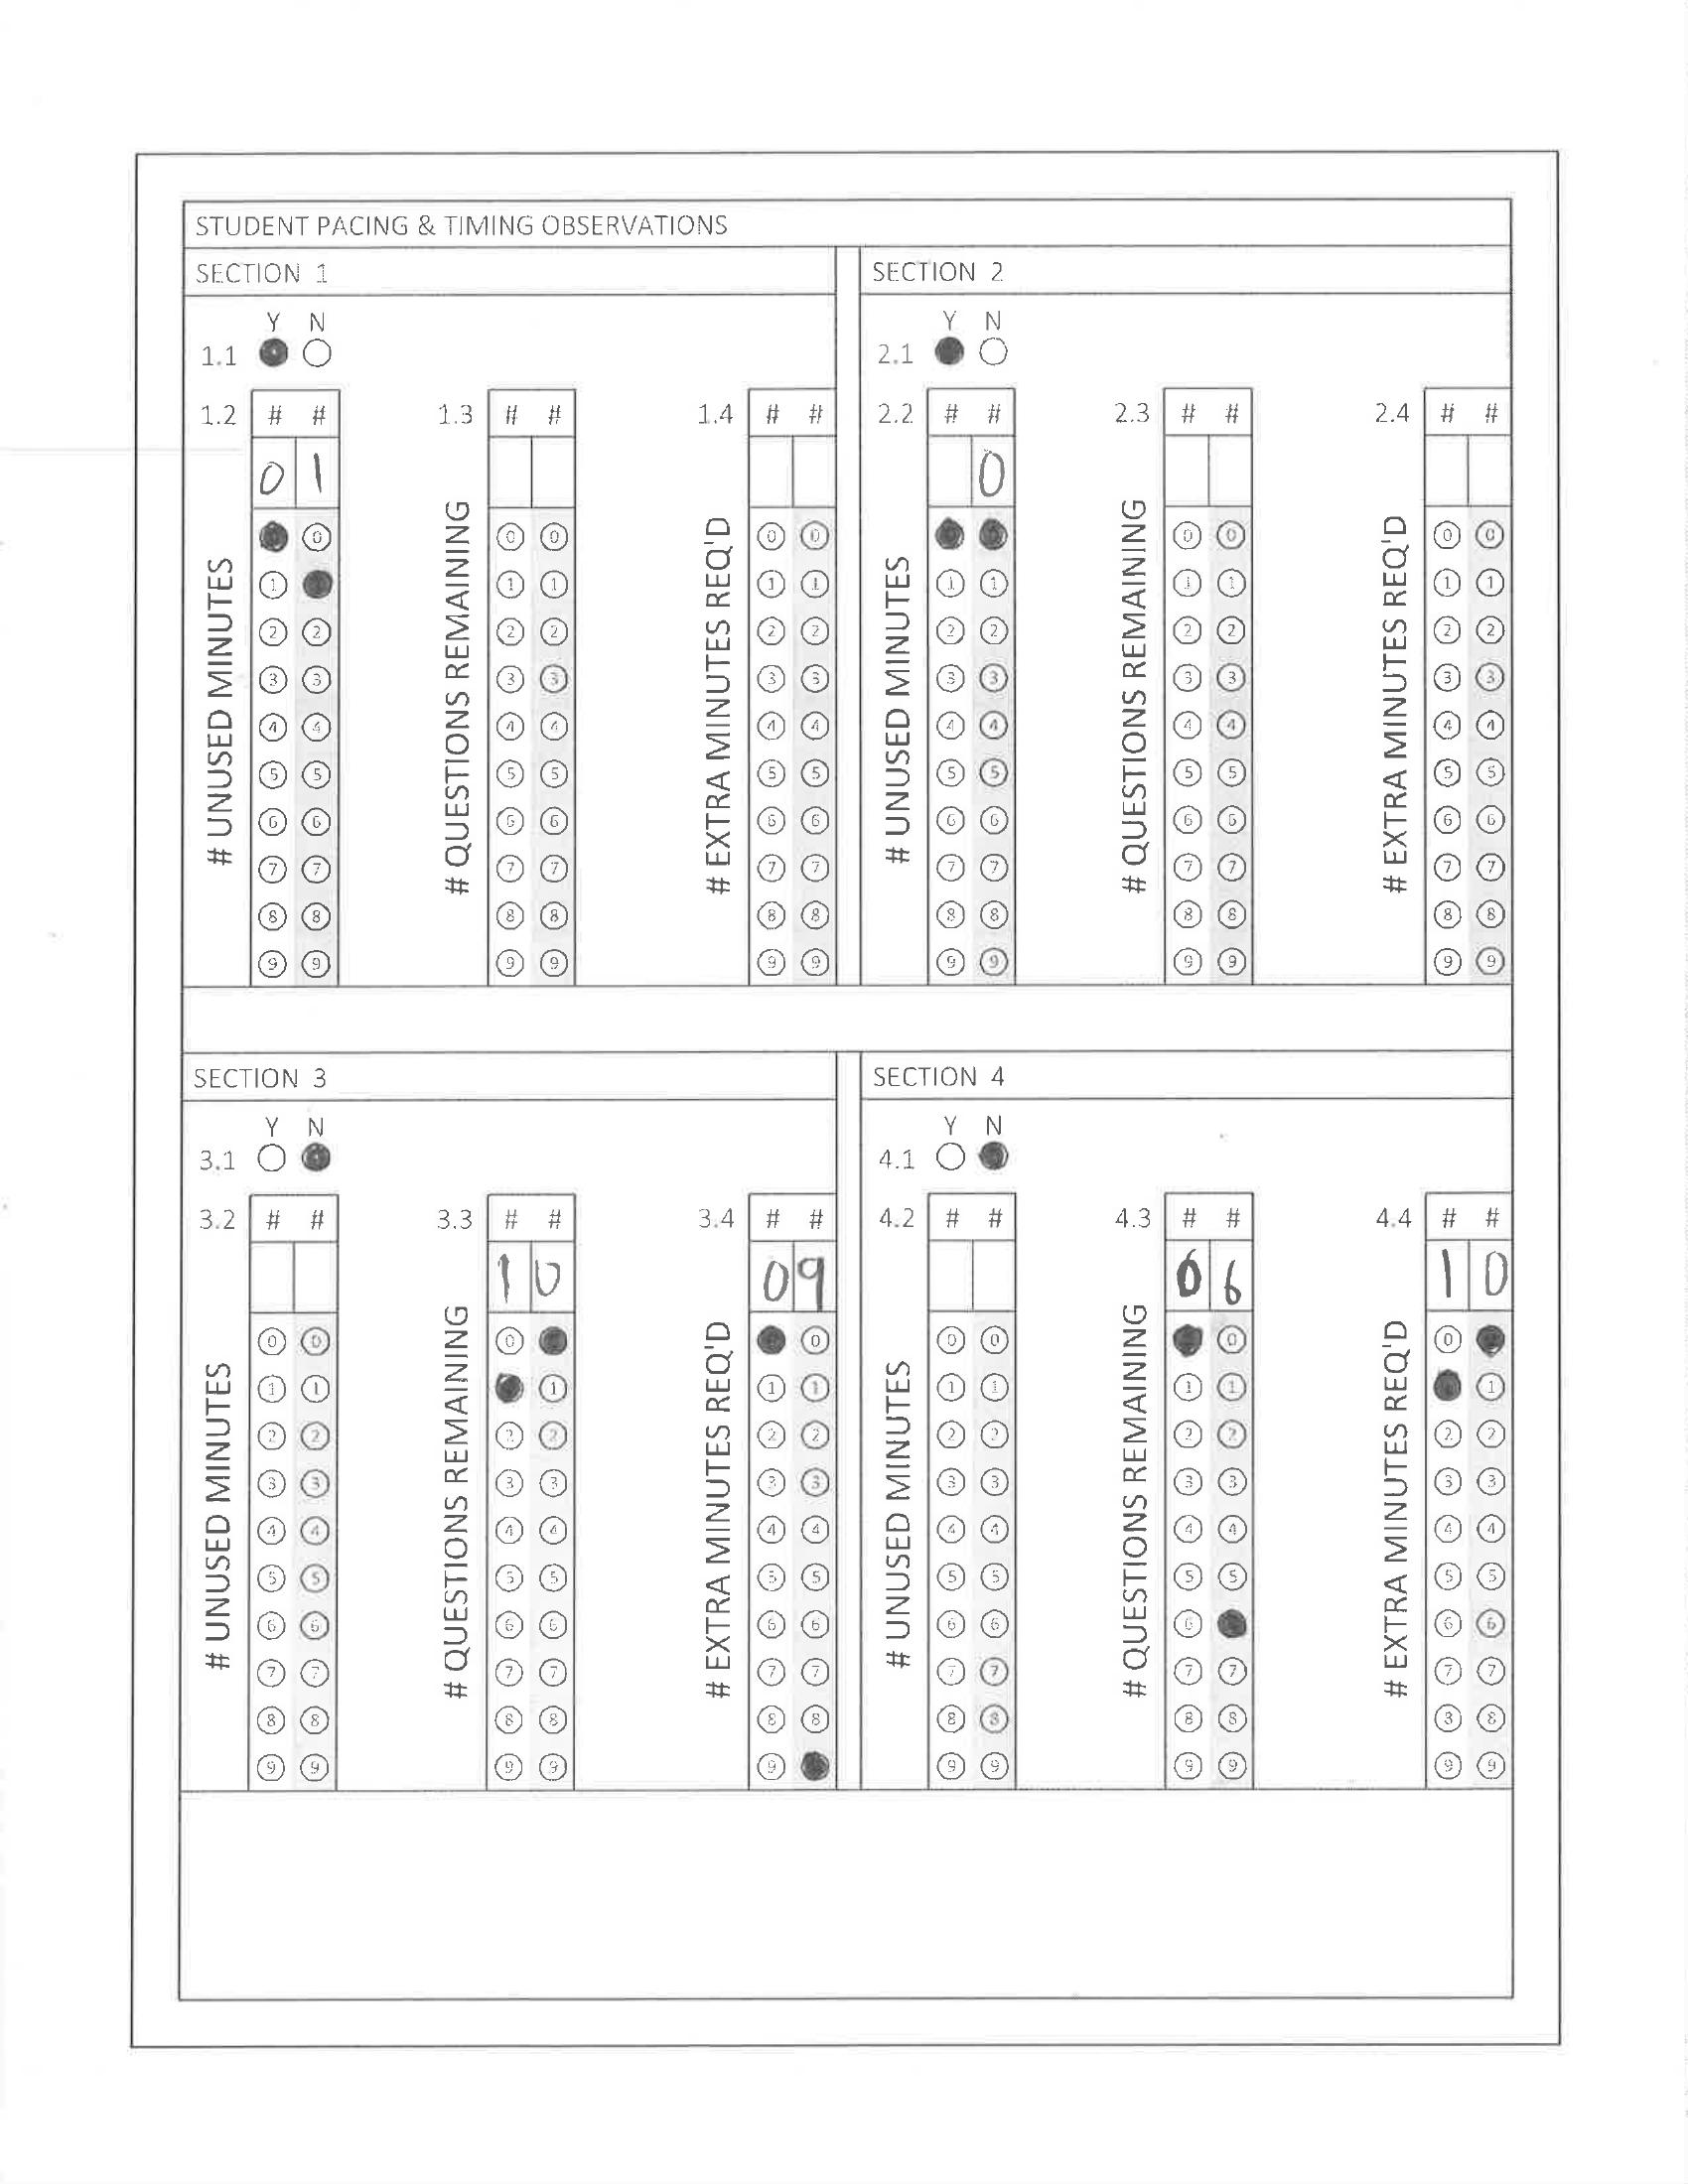 STUDENT PACING & TIMING OBSERVATIONS
SECTION 1
Y N
1.1
1.2 # # 1.3 # # 1.4 # #
0 1
# UNUSED MINUTES
# QUESTIONS REMAINING
# EXTRA MINUTES REQ'D
0 0 0 0 0
1 1 1 1 1
2 2 2 2 2 2
3 3 3 3 3 3
4 4 4 4 4 4
5 5 5 5 5 5
6 6 6 6 6 6
7 7 7 7 7 7
8 8 8 8 8 8
9 9 9 9 9 9
SECTION 2
Y N
2.1
2.2 # # 2.3 # # 2.4 # #
0
# UNUSED MINUTES
# QUESTIONS REMAINING
# EXTRA MINUTES REQ'D
0 0 0 0
1 1 1 1 1 1
2 2 2 2 2 2
3 3 3 3 3 3
4 4 4 4 4 4
5 5 5 5 5 5
6 6 6 6 6 6
7 7 7 7 7 7
8 8 8 8 8 8
9 9 9 9 9 9
SECTION 3
Y N
3.1
3.2 # # 3.3 # # 3.4 # #
1 0 0 9
# UNUSED MINUTES
# QUESTIONS REMAINING
# EXTRA MINUTES REQ'D
0 0 0 0
1 1 1 1 1
2 2 2 2 2 2
3 3 3 3 3 3
4 4 4 4 4 4
5 5 5 5 5 5
6 6 6 6 6 6
7 7 7 7 7 7
8 8 8 8 8 8
9 9 9 9 9
SECTION 4
Y N
4.1
4.2 # # 4.3 # # 4.4 # #
0 6 1 0
# UNUSED MINUTES
# QUESTIONS REMAINING
# EXTRA MINUTES REQ'D
0 0 0 0
1 1 1 1 1
2 2 2 2 2 2
3 3 3 3 3 3
4 4 4 4 4 4
5 5 5 5 5 5
6 6 6 6 6
7 7 7 7 7 7
8 8 8 8 8 8
9 9 9 9 9 9